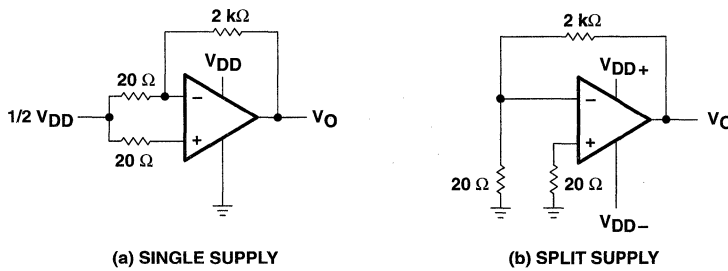 2 kΩ
VDD
20 Ω
1/2 VDD
−
+
VO
20 Ω
(a) SINGLE SUPPLY
2 kΩ
VDD+
−
+
VO
20 Ω
20 Ω
VDD−
(b) SPLIT SUPPLY